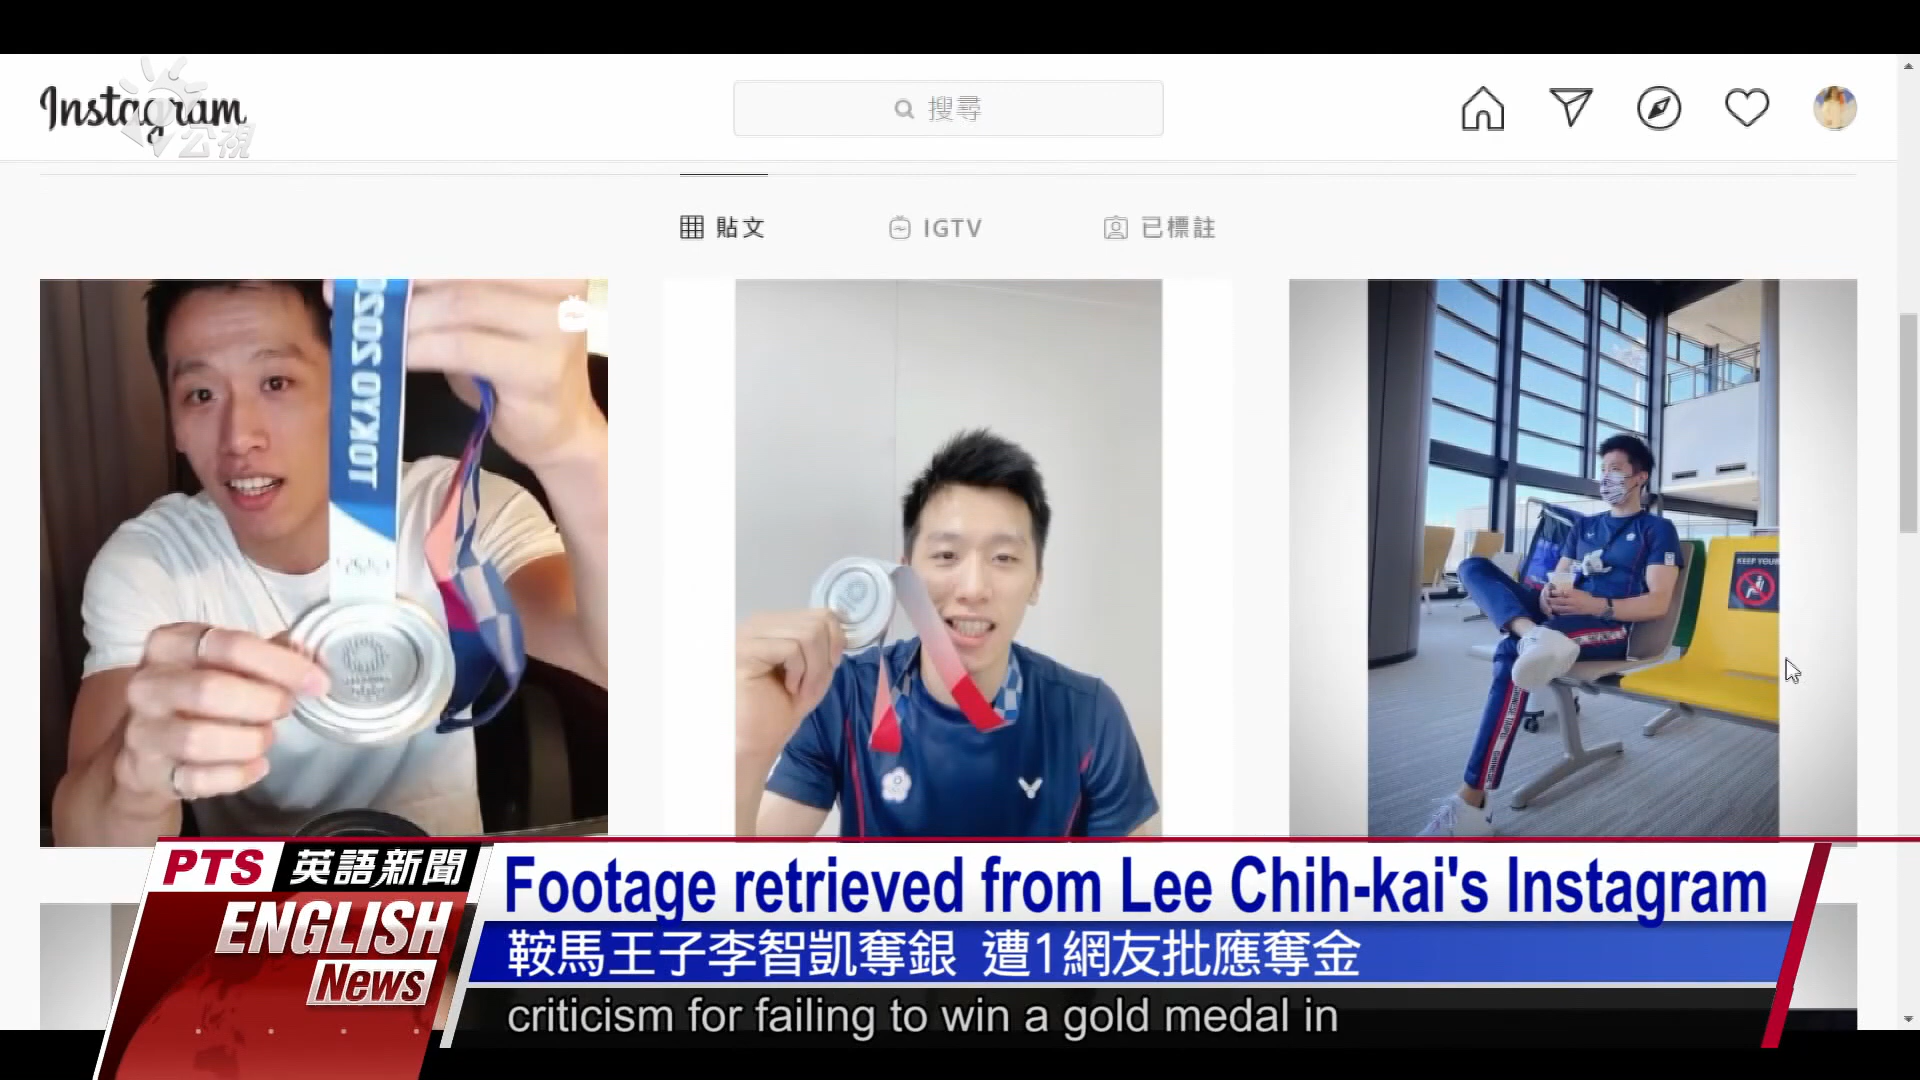 Instagram
公視
搜尋
貼文
IGTV
已標註
TOKYO 2020
KEEP YOUR
PTS 英語新聞
ENGLISH
News
Footage retrieved from Lee Chih-kai's Instagram
鞍馬王子李智凱奪銀 遭1網友批應奪金
criticism for failing to win a gold medal in